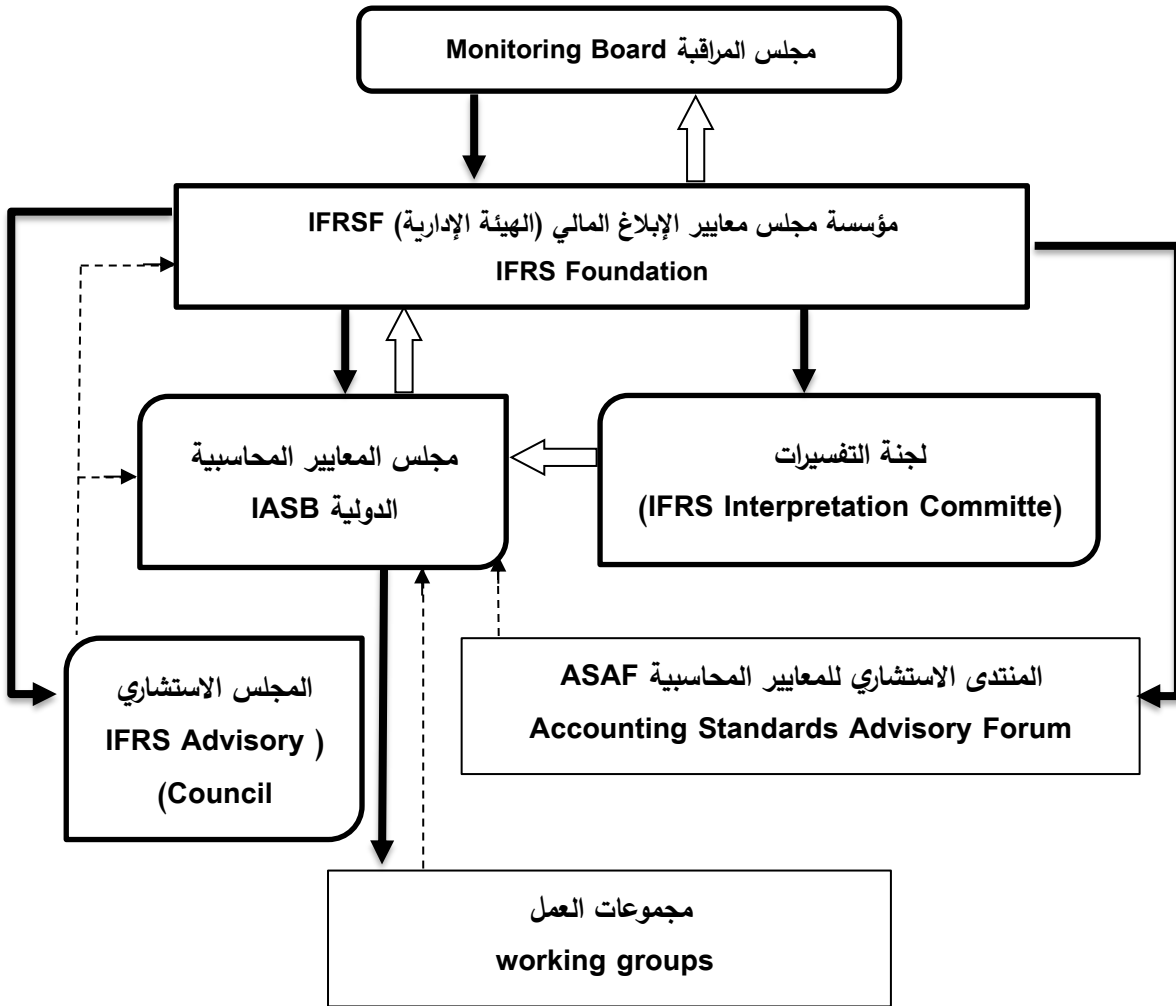 مجلس المراقبة Monitoring Board
مؤسسة مجلس معايير الإبلاغ المالي (الهيئة الإدارية) IFRSF
IFRS Foundation
مجلس المعايير المحاسبية
الدولية IASB
لجنة التفسيرات
(IFRS Interpretation Committe)
المجلس الاستشاري
IFRS Advisory )
(Council
المنتدى الاستشاري للمعايير المحاسبية ASAF
Accounting Standards Advisory Forum
مجموعات العمل
working groups